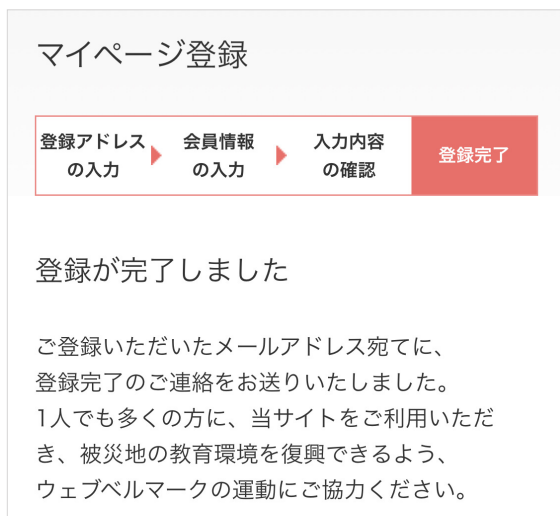 マイページ登録
登録アドレス
の入力
会員情報
の入力
入力内容
の確認
登録完了
登録が完了しました
ご登録いただいたメールアドレス宛てに、
登録完了のご連絡をお送りいたしました。
1人でも多くの方に、当サイトをご利用いただ
き、被災地の教育環境を復興できるよう、
ウェブベルマークの運動にご協力ください。